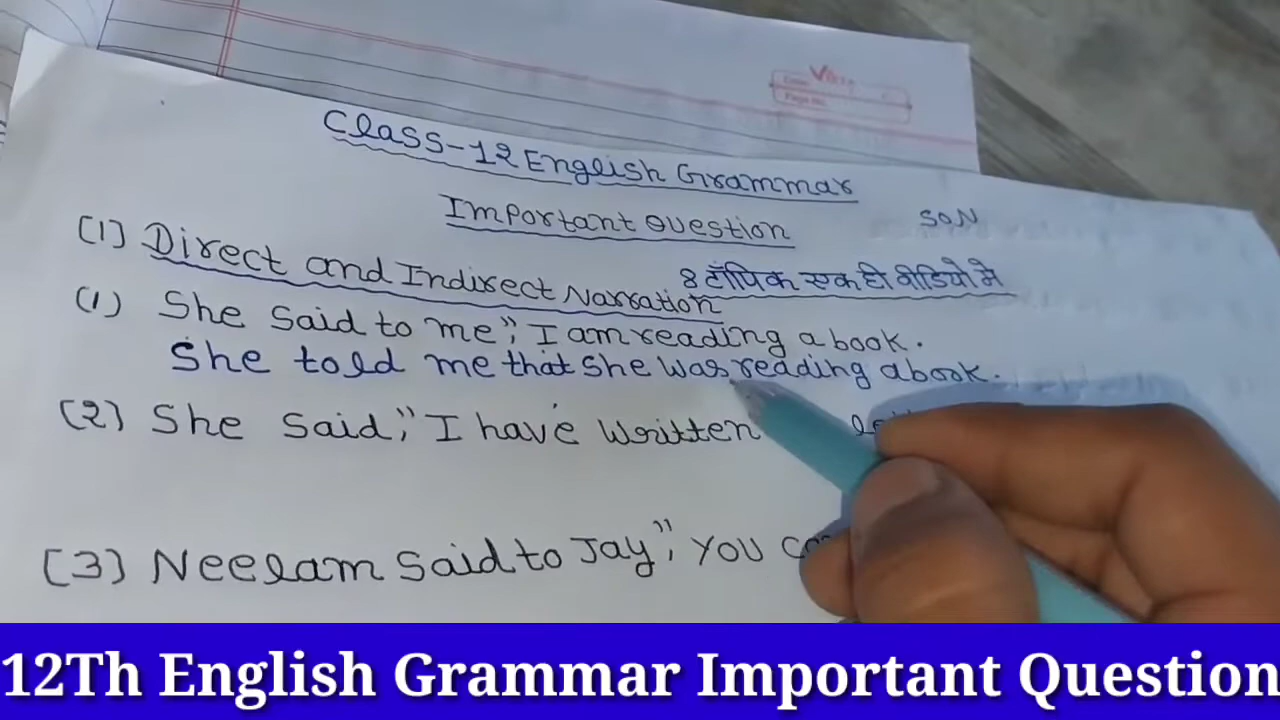 Class-12 English Grammar
Important Question
SON
(1) Direct and Indirect Narration
8 टॉपिक एक ही वीडियो मे
(1) She Said to me", I am reading a book.
She told me that she was reading a book.
(2) She Said," I have written
(3) Neelam Said to Jay", You
12Th English Grammar Important Question